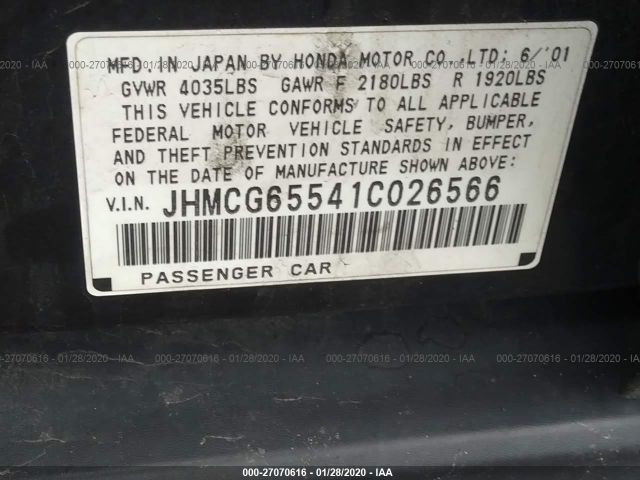 MFD. IN JAPAN BY HONDA MOTOR CO., LTD: 6/'01
GVWR 4035LBS GAWR F 2180LBS R 1920LBS
THIS VEHICLE CONFORMS TO ALL APPLICABLE
FEDERAL MOTOR VEHICLE SAFETY, BUMPER,
AND THEFT PREVENTION STANDARDS IN EFFECT
ON THE DATE OF MANUFACTURE SHOWN ABOVE:
V.I.N. JHMCG65541C026566
PASSENGER CAR
000-27070616 - 01/28/2020 - IAA